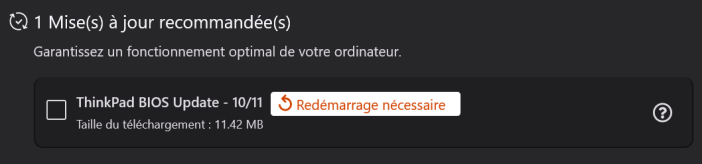 1 Mise(s) à jour recommandée(s)
Garantissez un fonctionnement optimal de votre ordinateur.
ThinkPad BIOS Update - 10/11 Redémarrage nécessaire
Taille du téléchargement : 11.42 MB